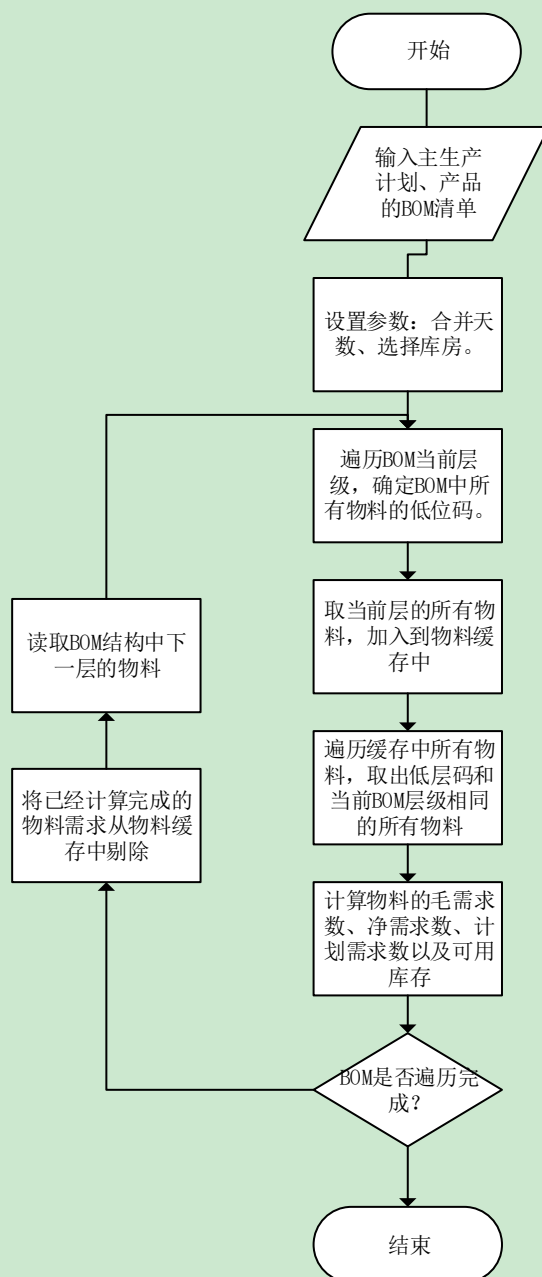 开始
输入主生产
计划、产品
的BOM清单
设置参数：合并天
数、选择库房。
遍历BOM当前层
级，确定BOM中所
有物料的低位码。
取当前层的所有物
料，加入到物料缓存
中
读取BOM结构中下
一层的物料
遍历缓存中所有物
料，取出低层码和
当前BOM层级相同
的所有物料
将已经计算完成的
物料需求从物料缓
存中剔除
计算物料的毛需求
数、净需求数、计
划需求数以及可用
库存
BOM是否遍历完
成？
结束